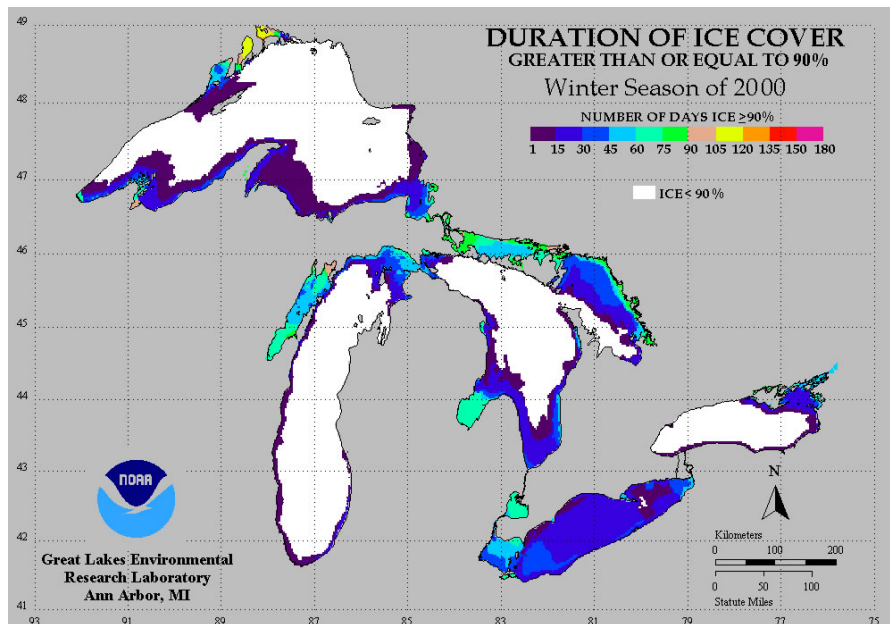 DURATION OF ICE COVER
GREATER THAN OR EQUAL TO 90%
Winter Season of 2000
NUMBER OF DAYS ICE ≥90%
1 15 30 45 60 75 90 105 120 135 150 180
ICE < 90%
49
48
47
46
45
44
43
42
41
93 91 89 87 85 83 81 79 77 75
NOAA
Great Lakes Environmental
Research Laboratory
Ann Arbor, MI
N
Kilometers
0 100 200
0 50 100
Statute Miles